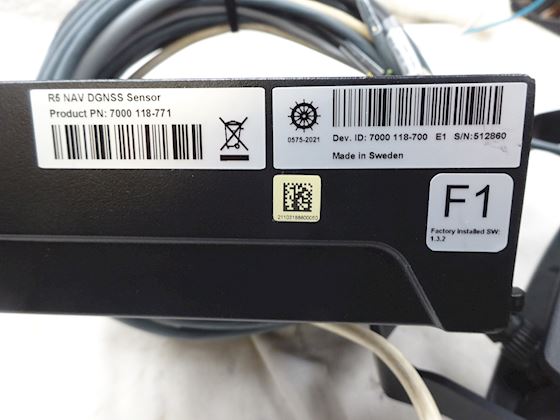 R5 NAV DGNSS Sensor
Product PN: 7000 118-771
0575-2021
Dev. ID: 7000 118-700 E1 S/N:512860
Made in Sweden
F1
Factory installed SW:
1.3.2